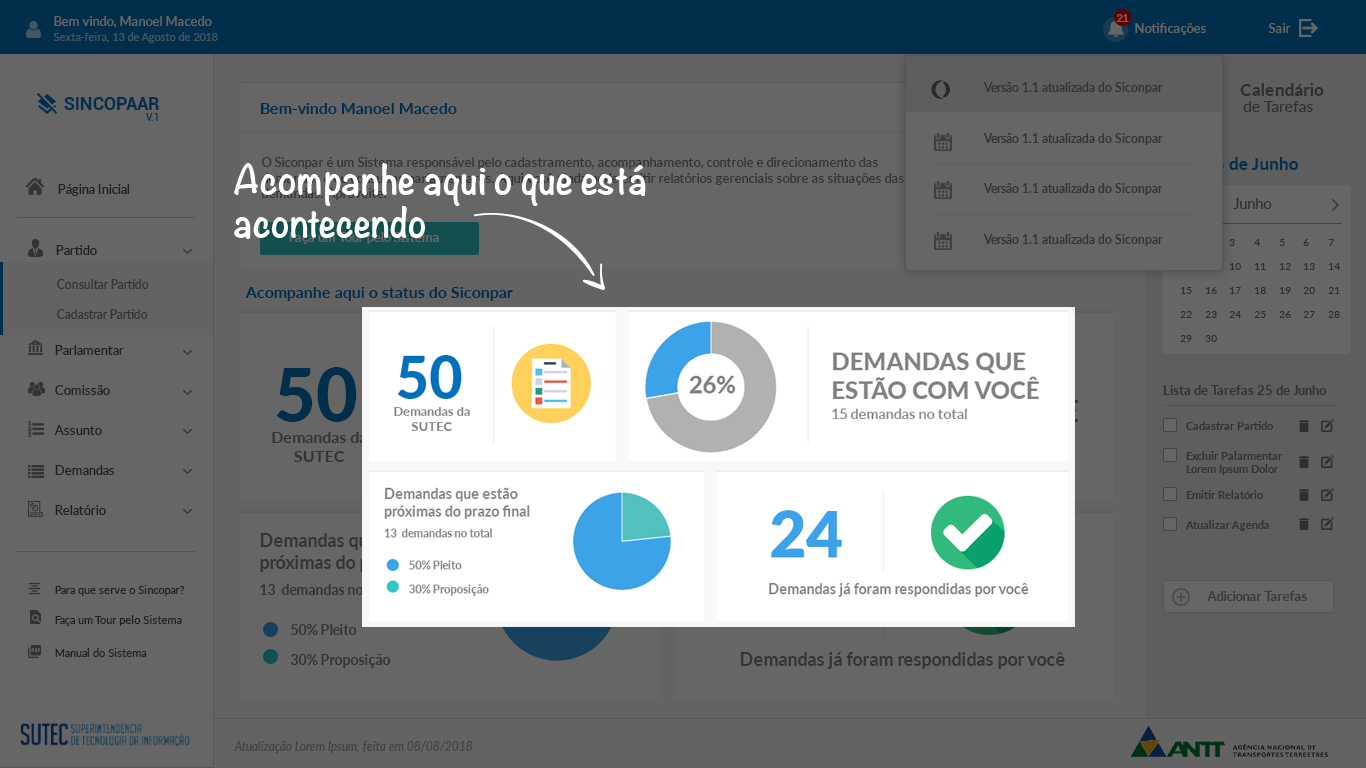 Bem vindo, Manoel Macedo
Sexta-feira, 13 de Agosto de 2018
21
Notificações
Sair
SINCOPAAR
V.1
Página Inicial
Partido
Consultar Partido
Cadastrar Partido
Parlamentar
Comissão
Assunto
Demandas
Relatório
Para que serve o Sincopar?
Faça um Tour pelo Sistema
Manual do Sistema
SUTEC SUPERINTENDÊNCIA
DE TECNOLOGIA DA INFORMAÇÃO
Bem-vindo Manoel Macedo
O Siconpar é um Sistema responsável pelo cadastramento, acompanhamento, controle e direcionamento das
relatórios gerenciais sobre as situações das
Acompanhe aqui o que está
acontecendo
Faça um Tour pelo Sistema
Versão 1.1 atualizada do Siconpar
Versão 1.1 atualizada do Siconpar
Versão 1.1 atualizada do Siconpar
Versão 1.1 atualizada do Siconpar
Acompanhe aqui o status do Siconpar
50
Demandas da
SUTEC
50
Demandas da
SUTEC
26%
DEMANDAS QUE
ESTÃO COM VOCÊ
15 demandas no total
Demandas que estão
próximas do prazo final
13 demandas no total
50% Pleito
30% Proposição
24
Demandas já foram respondidas por você
Demandas
próximas do
13 demandas
50% Pleito
30% Proposição
Demandas já foram respondidas por você
Calendário
de Tarefas
de Junho
Junho
3 4 5 6 7
10 11 12 13 14
15 16 17 18 19 20 21
22 23 24 25 26 27 28
29 30
Lista de Tarefas 25 de Junho
Cadastrar Partido
Excluir Palarmentar
Lorem Ipsum Dolor
Emitir Relatório
Atualizar Agenda
Adicionar Tarefas
Atualização Lorem Ipsum, feita em 08/08/2018
ANTT AGÊNCIA NACIONAL DE
TRANSPORTES TERRESTRES